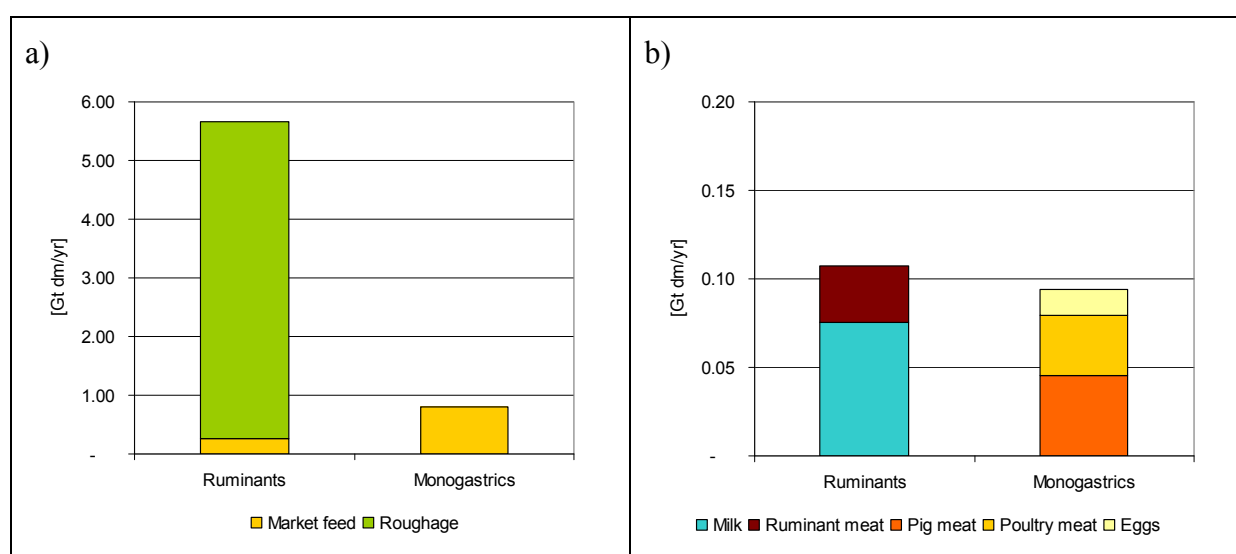 a)
6.00
5.00
4.00
3.00
2.00
1.00
-
[Gt dm/yr]
Ruminants Monogastrics
Market feed Roughage
b)
0.20
0.15
0.10
0.05
-
[Gt dm/yr]
Ruminants Monogastrics
Milk Ruminant meat Pig meat Poultry meat Eggs